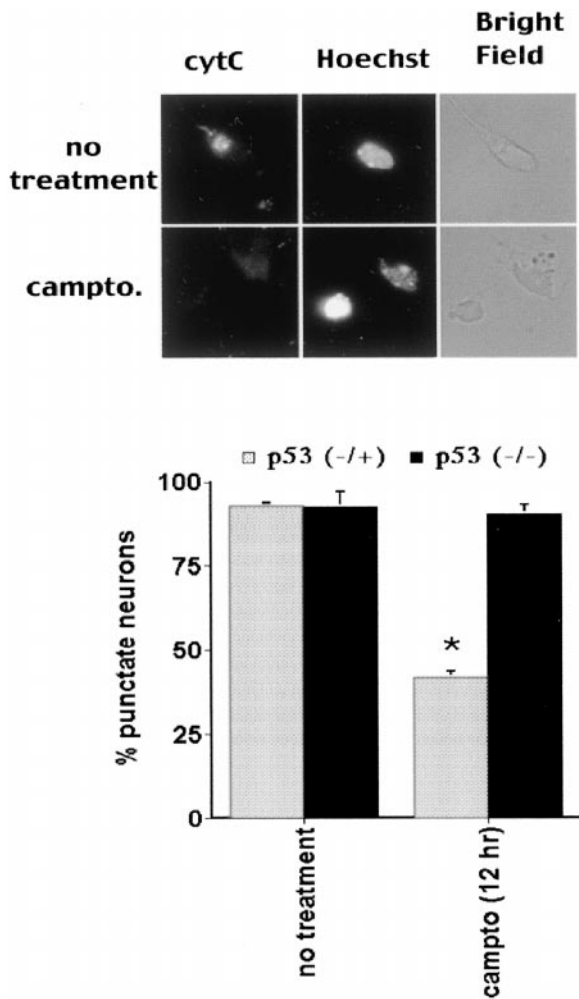 cytC Hoechst Bright Field
no treatment
campto.
p53 (-/+) p53 (-/-)
100
75
50
25
0
% punctate neurons
*
no treatment
campto (12 hr)